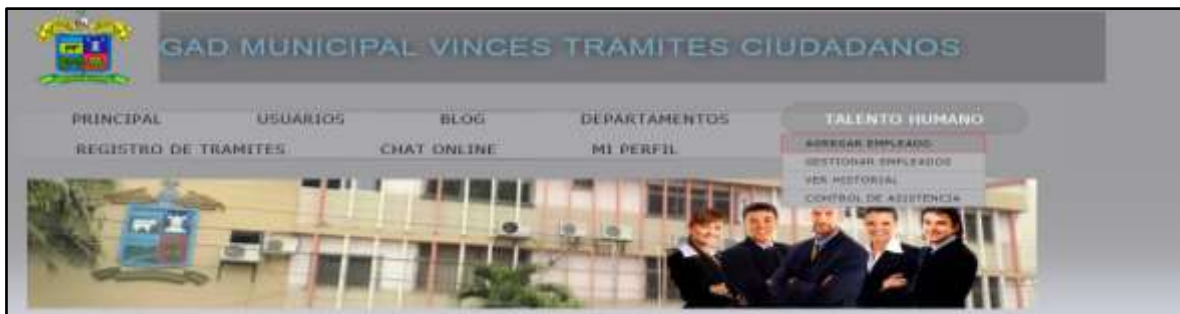 GAD MUNICIPAL VINCES TRAMITES CIUDADANOS
PRINCIPAL USUARIOS BLOG DEPARTAMENTOS TALENTO HUMANO
REGISTRO DE TRAMITES CHAT ONLINE MI PERFIL
AGREGAR EMPLEADO
GESTIONAR EMPLEADOS
VER HISTORIAL
CONTROL DE ASISTENCIA